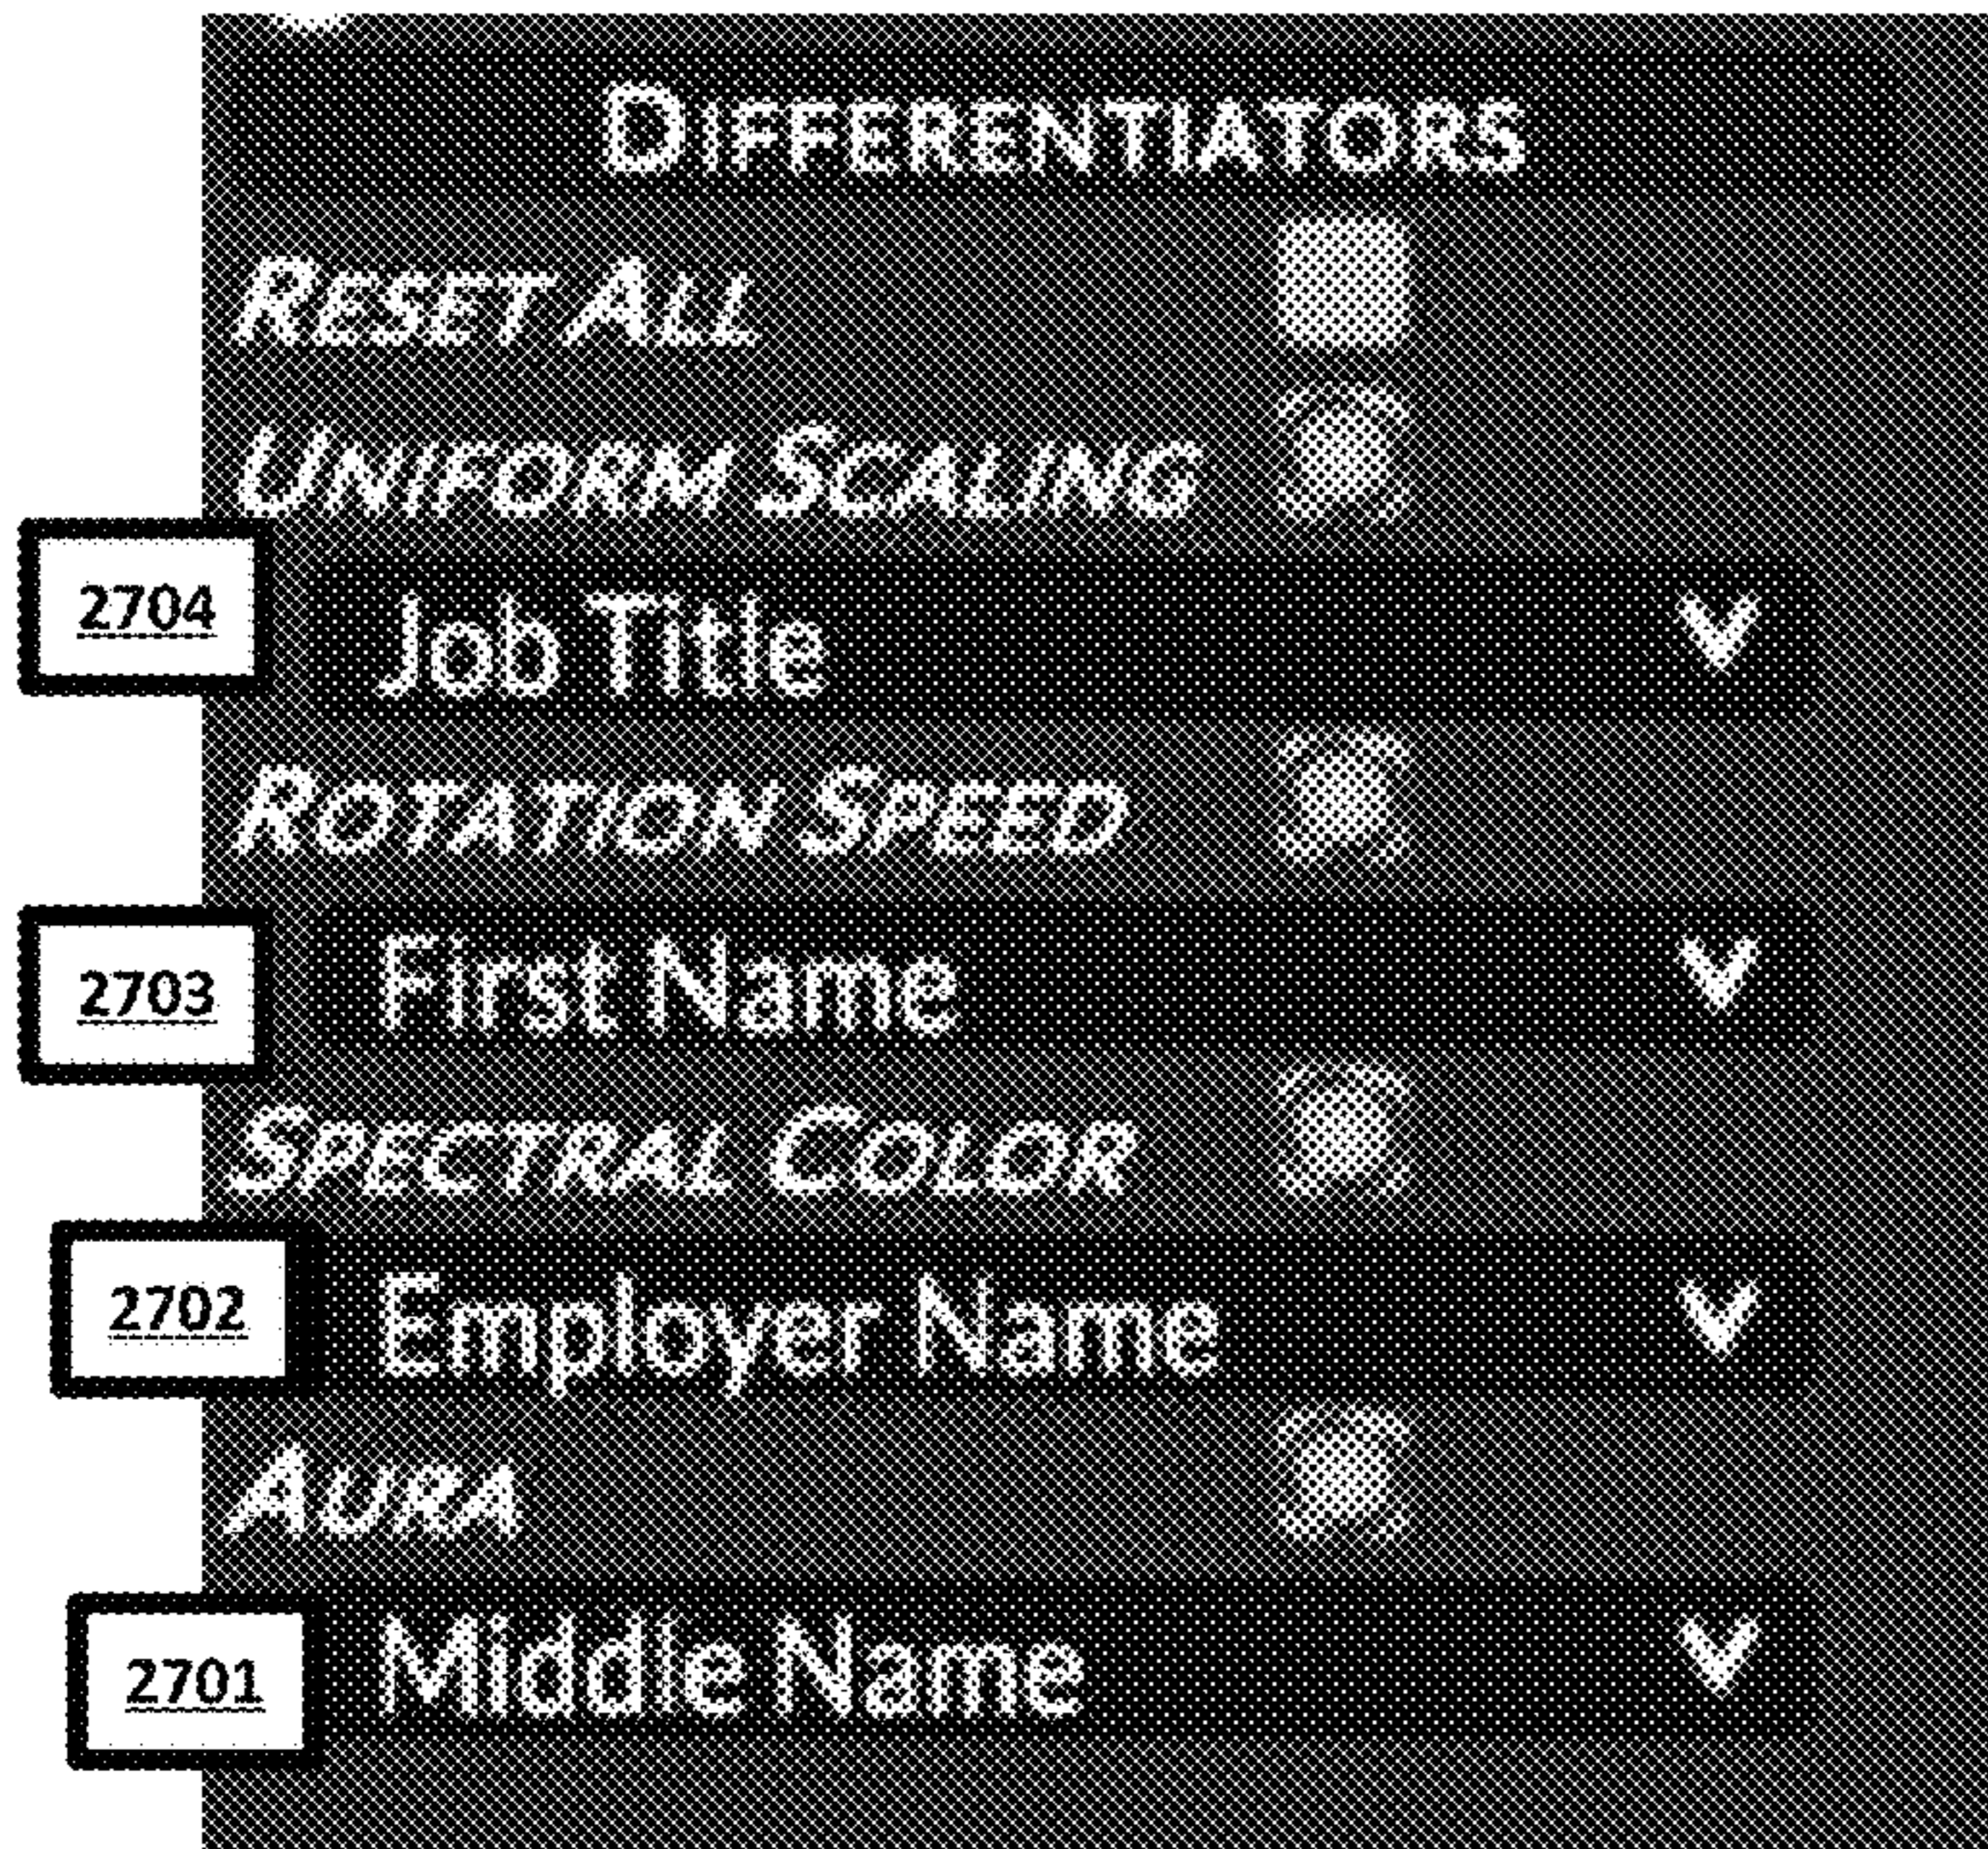 DIFFERENTIATORS
RESET ALL
UNIFORM SCALING
2704 Job Title
ROTATION SPEED
2703 First Name
SPECTRAL COLOR
2702 Employer Name
AURA
2701 Middle Name